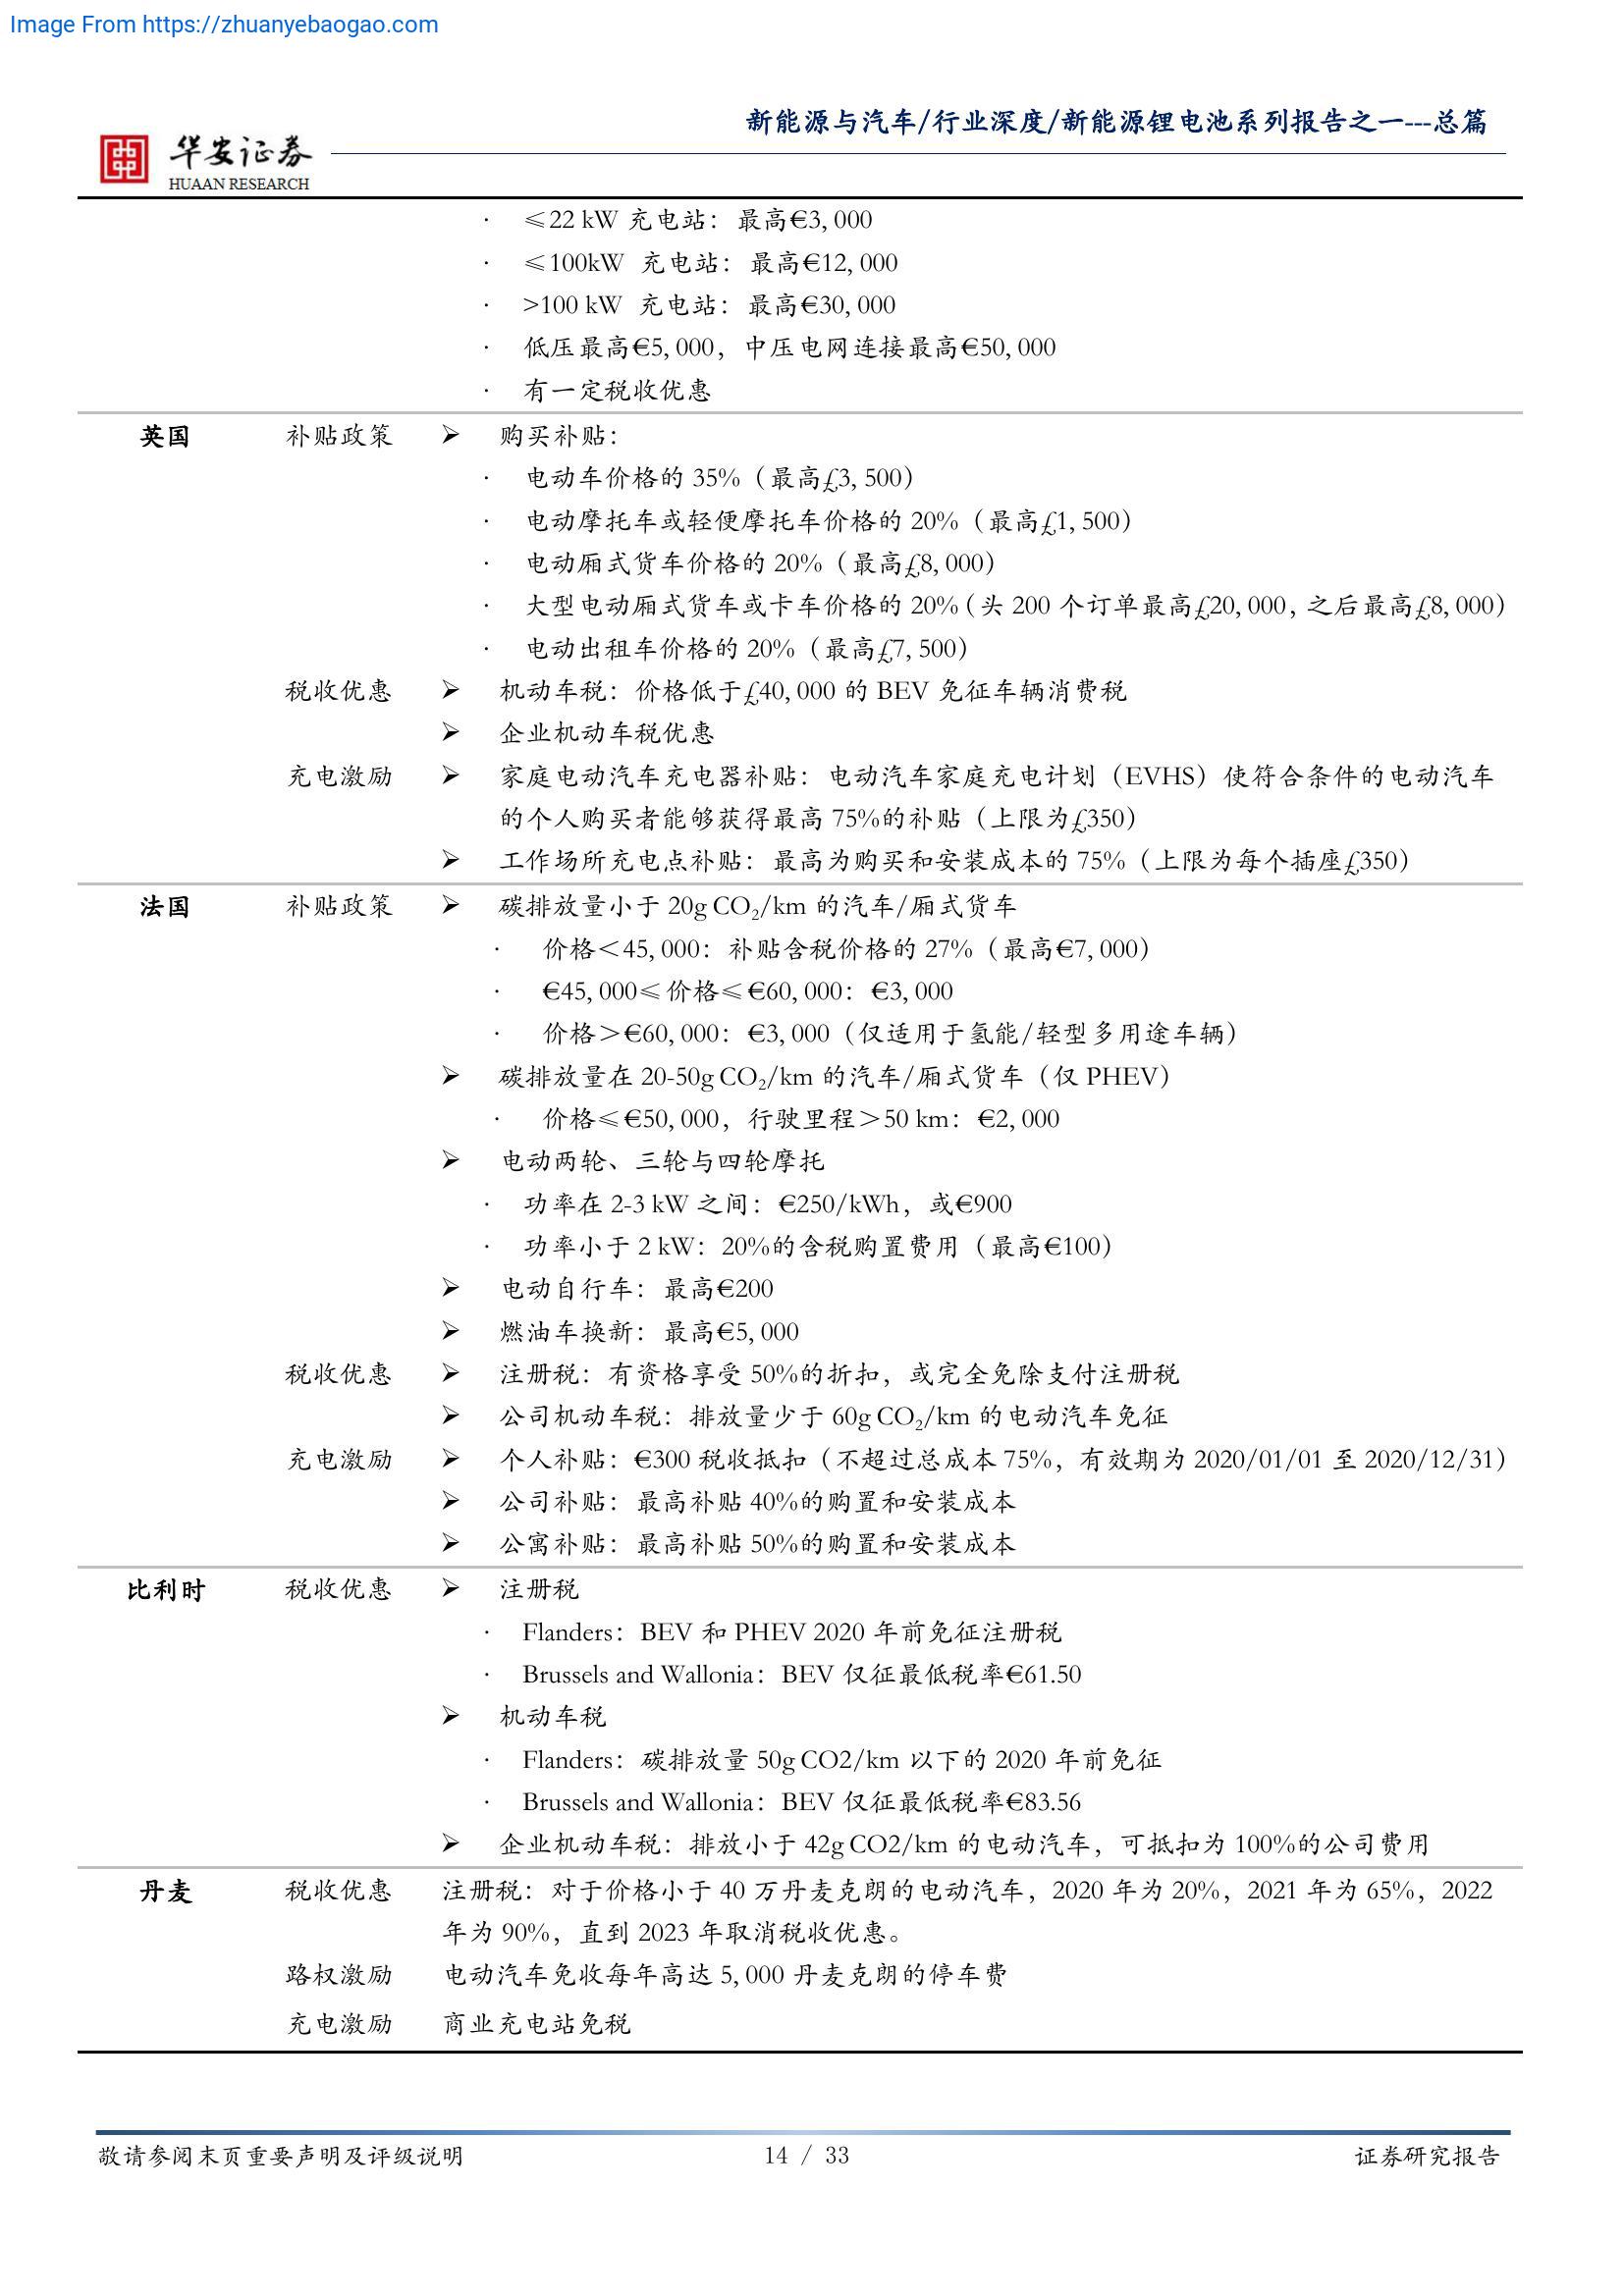 Image From https://zhuanyebaogao.com
新能源与汽车/行业深度/新能源锂电池系列报告之一---总篇
华安证券
HUAAN RESEARCH
· ≤22 kW 充电站：最高€3,000
· ≤100kW 充电站：最高€12,000
· >100 kW 充电站：最高€30,000
· 低压最高€5,000，中压电网连接最高€50,000
· 有一定税收优惠
英国 补贴政策 ➢ 购买补贴：
· 电动车价格的 35%（最高£3,500）
· 电动摩托车或轻便摩托车价格的 20%（最高£1,500）
· 电动厢式货车价格的 20%（最高£8,000）
· 大型电动厢式货车或卡车价格的 20%（头 200 个订单最高£20,000，之后最高£8,000）
· 电动出租车价格的 20%（最高£7,500）
税收优惠 ➢ 机动车税：价格低于£40,000 的 BEV 免征车辆消费税
➢ 企业机动车税优惠
充电激励 ➢ 家庭电动汽车充电器补贴：电动汽车家庭充电计划（EVHS）使符合条件的电动汽车
的个人购买者能够获得最高 75%的补贴（上限为£350）
➢ 工作场所充电点补贴：最高为购买和安装成本的 75%（上限为每个插座£350）
法国 补贴政策 ➢ 碳排放量小于 20g CO₂/km 的汽车/厢式货车
· 价格＜45,000：补贴含税价格的 27%（最高€7,000）
· €45,000≤价格≤€60,000：€3,000
· 价格＞€60,000：€3,000（仅适用于氢能/轻型多用途车辆）
➢ 碳排放量在 20-50g CO₂/km 的汽车/厢式货车（仅 PHEV）
· 价格≤€50,000，行驶里程＞50 km：€2,000
➢ 电动两轮、三轮与四轮摩托
· 功率在 2-3 kW 之间：€250/kWh，或€900
· 功率小于 2 kW：20%的含税购置费用（最高€100）
➢ 电动自行车：最高€200
➢ 燃油车换新：最高€5,000
税收优惠 ➢ 注册税：有资格享受 50%的折扣，或完全免除支付注册税
➢ 公司机动车税：排放量少于 60g CO₂/km 的电动汽车免征
充电激励 ➢ 个人补贴：€300 税收抵扣（不超过总成本 75%，有效期为 2020/01/01 至 2020/12/31）
➢ 公司补贴：最高补贴 40%的购置和安装成本
➢ 公寓补贴：最高补贴 50%的购置和安装成本
比利时 税收优惠 ➢ 注册税
· Flanders：BEV 和 PHEV 2020 年前免征注册税
· Brussels and Wallonia：BEV 仅征最低税率€61.50
➢ 机动车税
· Flanders：碳排放量 50g CO2/km 以下的 2020 年前免征
· Brussels and Wallonia：BEV 仅征最低税率€83.56
➢ 企业机动车税：排放小于 42g CO2/km 的电动汽车，可抵扣为 100%的公司费用
丹麦 税收优惠 注册税：对于价格小于 40 万丹麦克朗的电动汽车，2020 年为 20%，2021 年为 65%，2022
年为 90%，直到 2023 年取消税收优惠。
路权激励 电动汽车免收每年高达 5,000 丹麦克朗的停车费
充电激励 商业充电站免税
敬请参阅末页重要声明及评级说明 14 / 33 证券研究报告